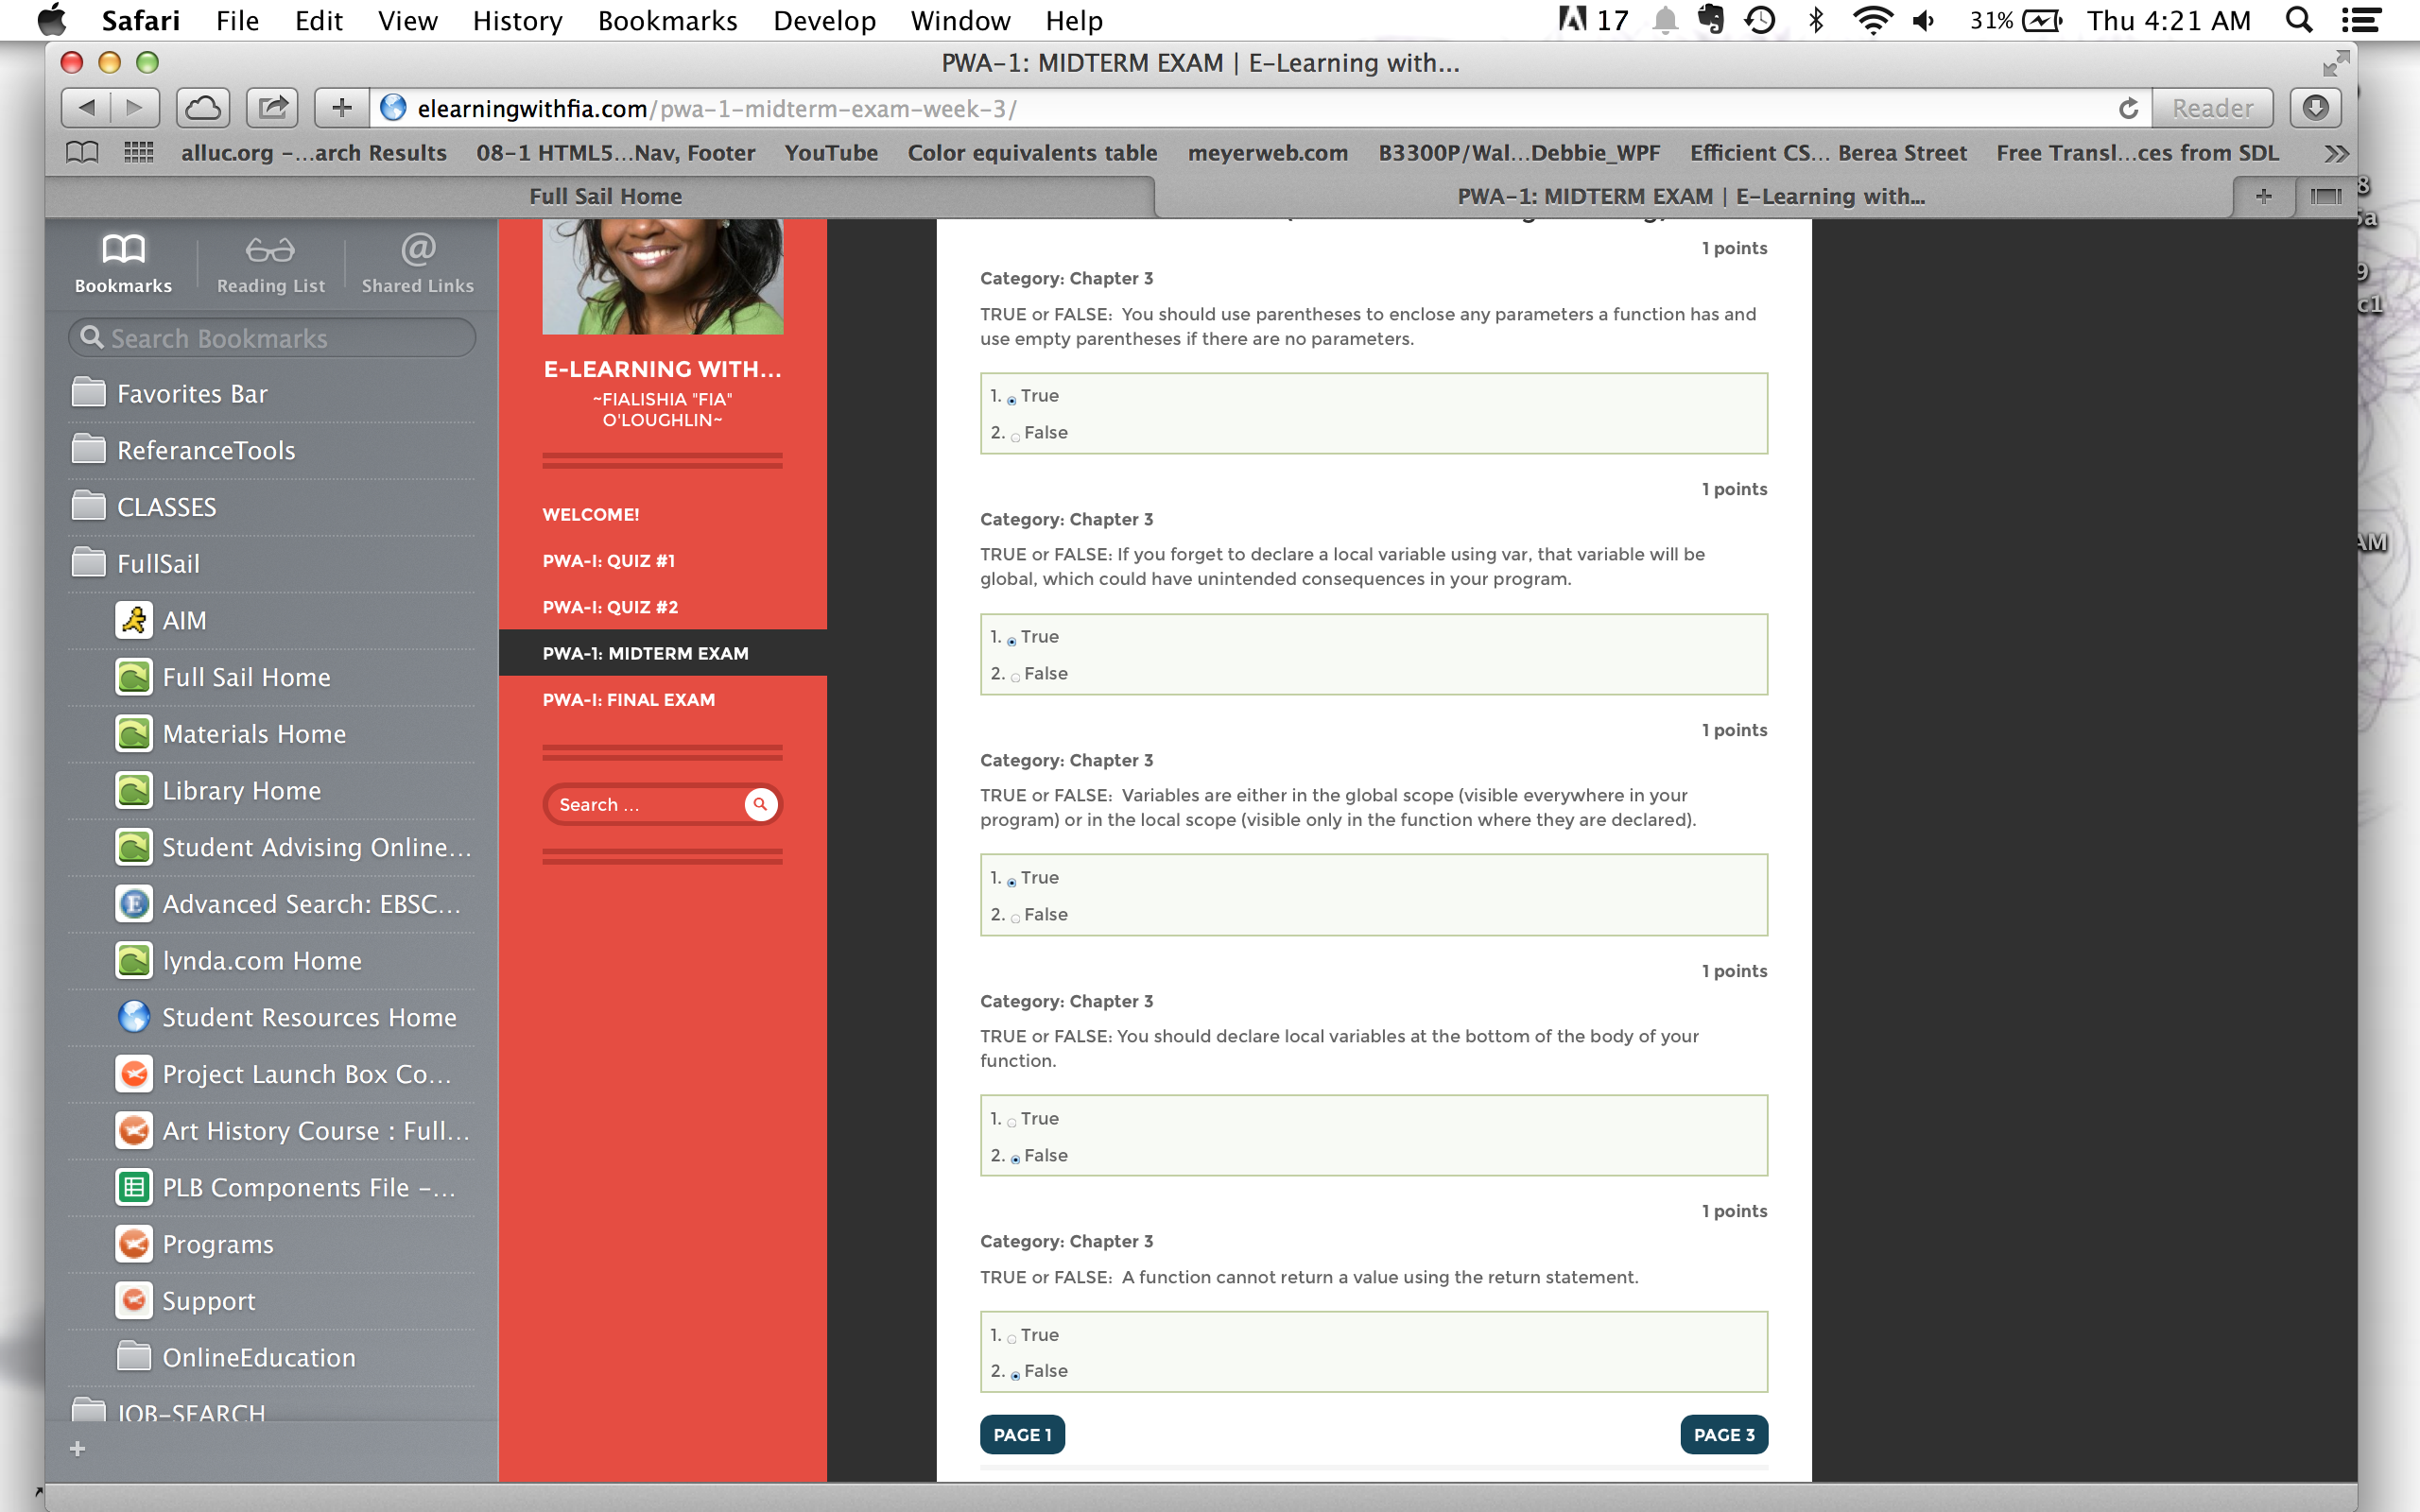 Safari File Edit View History Bookmarks Develop Window Help 17 31% Thu 4:21 AM
PWA-1: MIDTERM EXAM | E-Learning with...
elearningwithfia.com/pwa-1-midterm-exam-week-3/ Reader
alluc.org -...arch Results 08-1 HTML5...Nav, Footer YouTube Color equivalents table meyerweb.com B3300P/Wal...Debbie_WPF Efficient CS... Berea Street Free Transl...ces from SDL
Full Sail Home PWA-1: MIDTERM EXAM | E-Learning with...
Bookmarks Reading List Shared Links
Search Bookmarks
Favorites Bar
ReferanceTools
CLASSES
FullSail
AIM
Full Sail Home
Materials Home
Library Home
Student Advising Online...
Advanced Search: EBSC...
lynda.com Home
Student Resources Home
Project Launch Box Co...
Art History Course : Full...
PLB Components File -...
Programs
Support
OnlineEducation
JOB-SEARCH
E-LEARNING WITH...
~FIALISHIA "FIA"
O'LOUGHLIN~
WELCOME!
PWA-I: QUIZ #1
PWA-I: QUIZ #2
PWA-1: MIDTERM EXAM
PWA-I: FINAL EXAM
Search ...
1 points
Category: Chapter 3
TRUE or FALSE: You should use parentheses to enclose any parameters a function has and
use empty parentheses if there are no parameters.
1. True
2. False
1 points
Category: Chapter 3
TRUE or FALSE: If you forget to declare a local variable using var, that variable will be
global, which could have unintended consequences in your program.
1. True
2. False
1 points
Category: Chapter 3
TRUE or FALSE: Variables are either in the global scope (visible everywhere in your
program) or in the local scope (visible only in the function where they are declared).
1. True
2. False
1 points
Category: Chapter 3
TRUE or FALSE: You should declare local variables at the bottom of the body of your
function.
1. True
2. False
1 points
Category: Chapter 3
TRUE or FALSE: A function cannot return a value using the return statement.
1. True
2. False
PAGE 1 PAGE 3